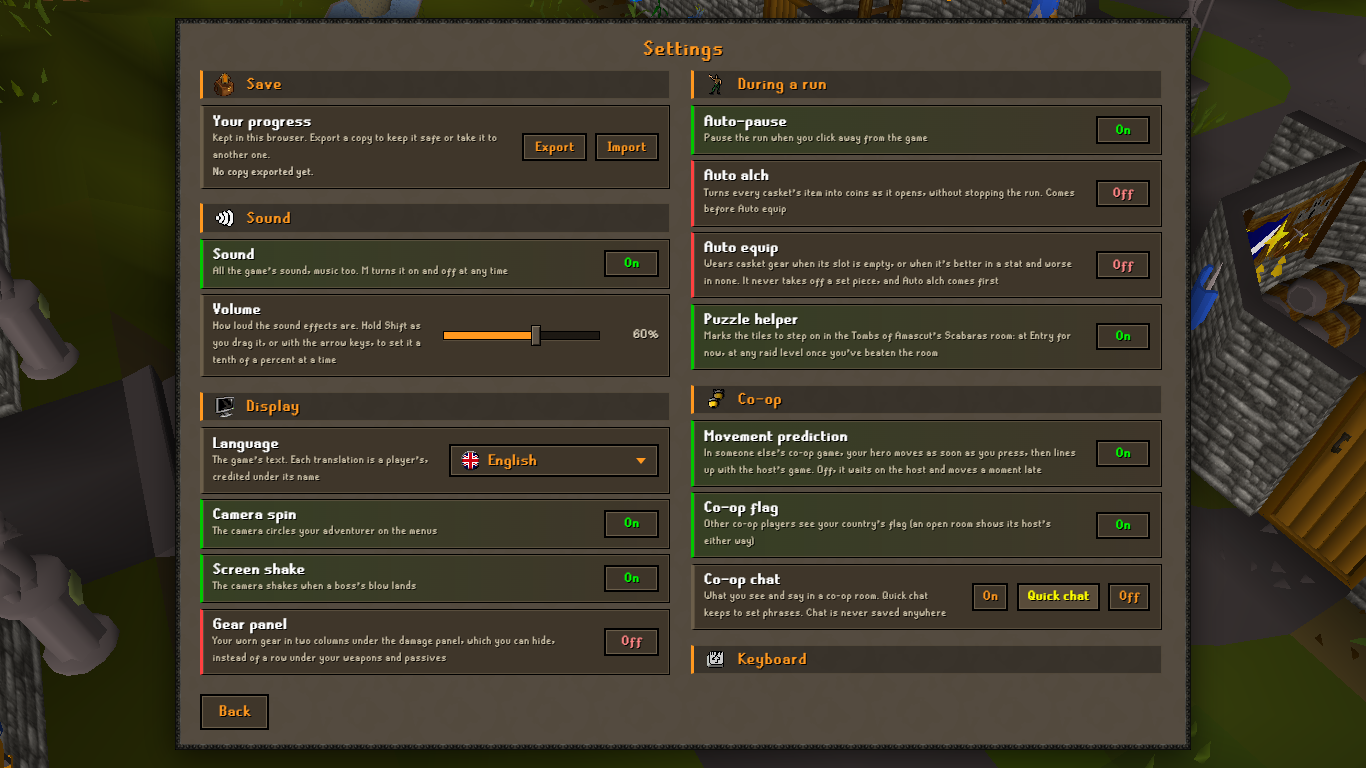 Settings
Save
Your progress
Kept in this browser. Export a copy to keep it safe or take it to
another one.
No copy exported yet.
Export
Import
Sound
Sound
All the game's sound, music too. M turns it on and off at any time
On
Volume
How loud the sound effects are. Hold Shift as
you drag it, or with the arrow keys, to set it a
tenth of a percent at a time
60%
Display
Language
The game's text. Each translation is a player's,
credited under its name
English
Camera spin
The camera circles your adventurer on the menus
On
Screen shake
The camera shakes when a boss's blow lands
On
Gear panel
Your worn gear in two columns under the damage panel, which you can hide,
instead of a row under your weapons and passives
Off
Back
During a run
Auto-pause
Pause the run when you click away from the game
On
Auto alch
Turns every casket's item into coins as it opens, without stopping the run. Comes
before Auto equip
Off
Auto equip
Wears casket gear when its slot is empty, or when it's better in a stat and worse
in none. It never takes off a set piece, and Auto alch comes first
Off
Puzzle helper
Marks the tiles to step on in the Tombs of Amascut's Scabaras room: at Entry for
now, at any raid level once you've beaten the room
On
Co-op
Movement prediction
In someone else's co-op game, your hero moves as soon as you press, then lines
up with the host's game. Off, it waits on the host and moves a moment late
On
Co-op flag
Other co-op players see your country's flag (an open room shows its host's
either way)
On
Co-op chat
What you see and say in a co-op room. Quick chat
keeps to set phrases. Chat is never saved anywhere
On
Quick chat
Off
Keyboard